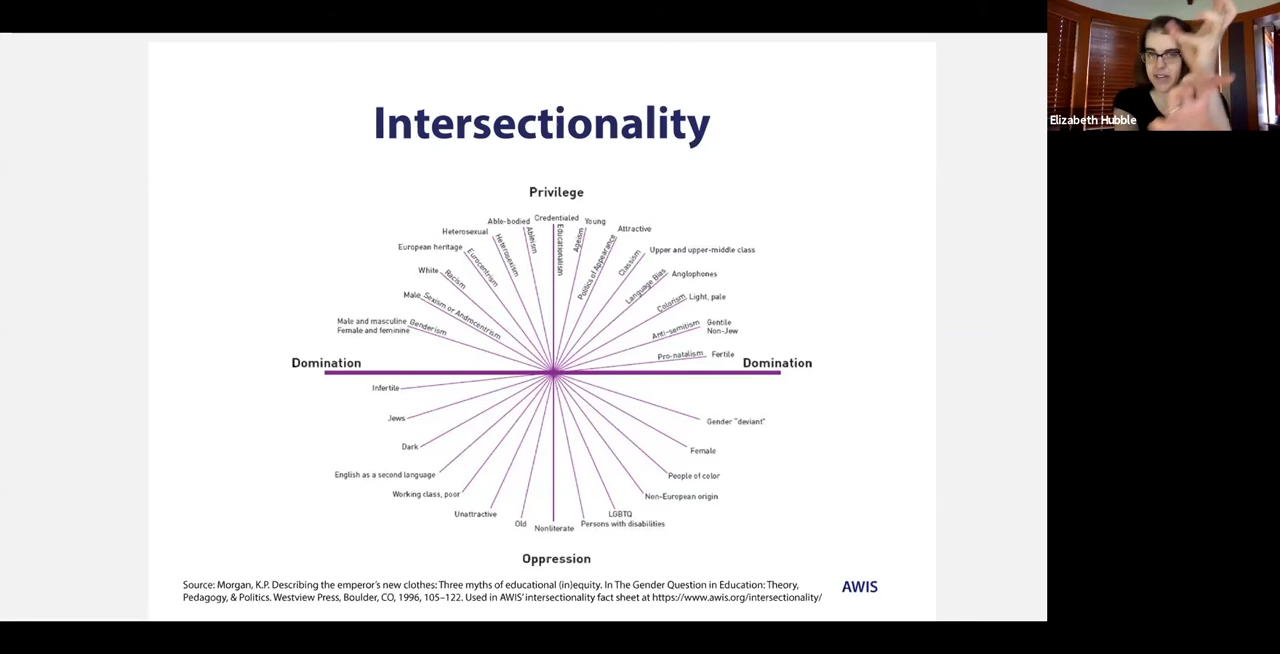 Elizabeth Hubble
Intersectionality
Privilege
Credentialed
Able-bodied
Young
Attractive
Heterosexual
European heritage
Upper and upper-middle class
White
Anglophones
Male
Light, pale
Male and masculine
Female and feminine
Gentile
Non-Jew
Fertile
Genderism
Sexism or Androcentrism
Racism
Eurocentrism
Heterosexism
Ableism
Educationalism
Ageism
Politics of Appearance
Classism
Language Bias
Colorism
Anti-semitism
Pro-natalism
Domination
Domination
Infertile
Jews
Gender "deviant"
Dark
Female
English as a second language
People of color
Working class, poor
Non-European origin
Unattractive
LGBTQ
Old
Nonliterate
Persons with disabilities
Oppression
Source: Morgan, K.P. Describing the emperor's new clothes: Three myths of educational (in)equity. In The Gender Question in Education: Theory,
Pedagogy, & Politics. Westview Press, Boulder, CO, 1996, 105–122. Used in AWIS' intersectionality fact sheet at https://www.awis.org/intersectionality/
AWIS